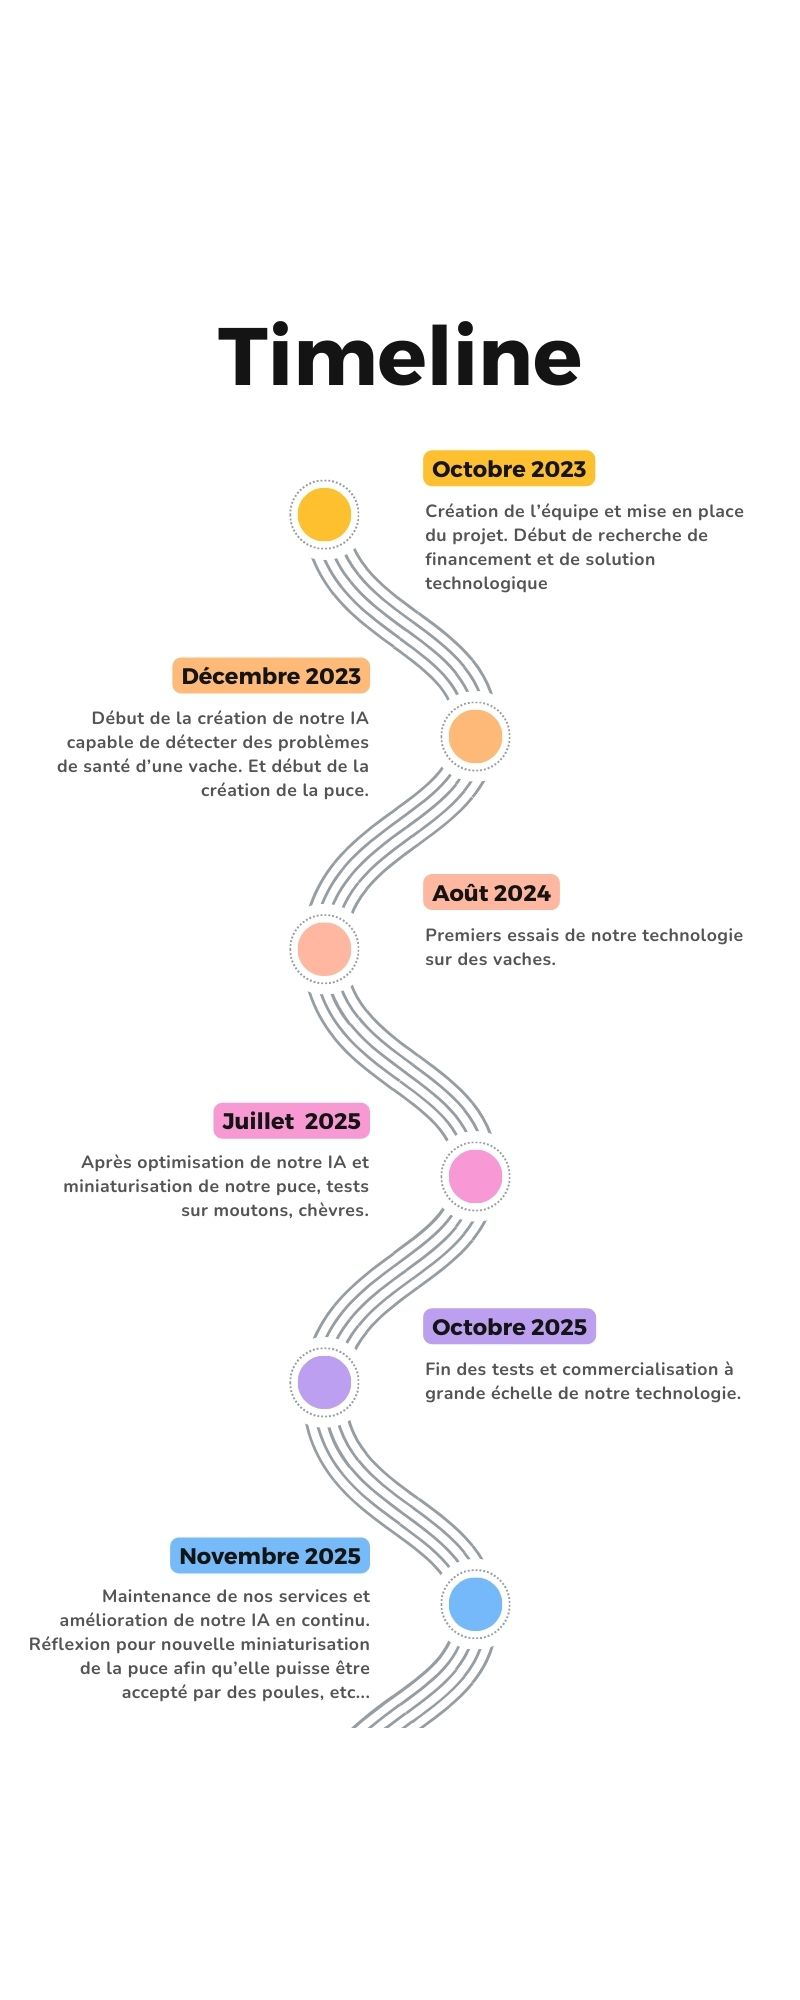 Timeline
Octobre 2023
Création de l’équipe et mise en place
du projet. Début de recherche de
financement et de solution
technologique
Décembre 2023
Début de la création de notre IA
capable de détecter des problèmes
de santé d’une vache. Et début de la
création de la puce.
Août 2024
Premiers essais de notre technologie
sur des vaches.
Juillet  2025
Après optimisation de notre IA et
miniaturisation de notre puce, tests
sur moutons, chèvres.
Octobre 2025
Fin des tests et commercialisation à
grande échelle de notre technologie.
Novembre 2025
Maintenance de nos services et
amélioration de notre IA en continu.
Réflexion pour nouvelle miniaturisation
de la puce afin qu’elle puisse être
accepté par des poules, etc...